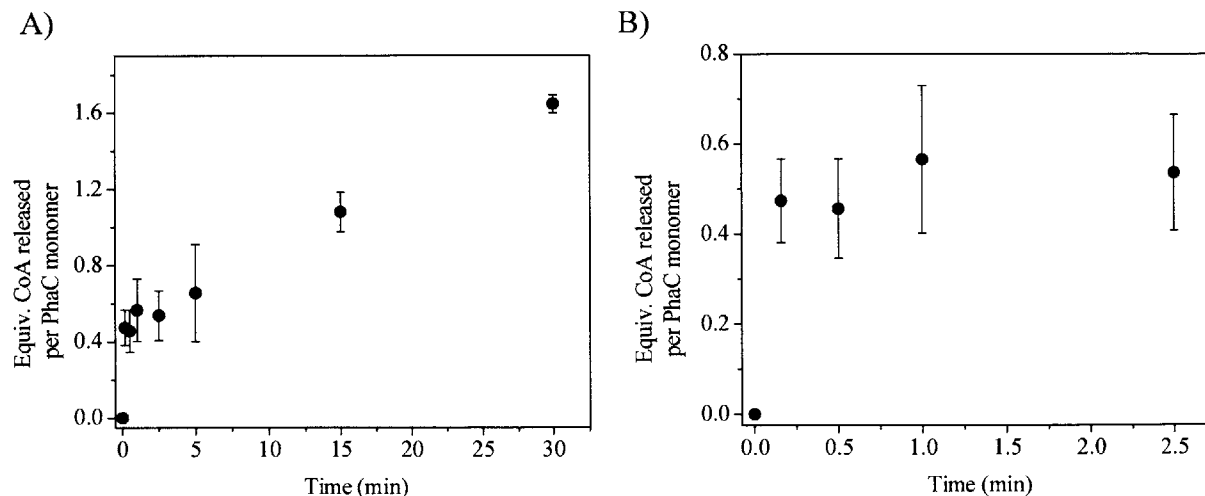 A)
Equiv. CoA released
per PhaC monomer
1.6
1.2
0.8
0.4
0.0
0 5 10 15 20 25 30
Time (min)
B)
Equiv. CoA released
per PhaC monomer
0.8
0.6
0.4
0.2
0.0
0.0 0.5 1.0 1.5 2.0 2.5
Time (min)